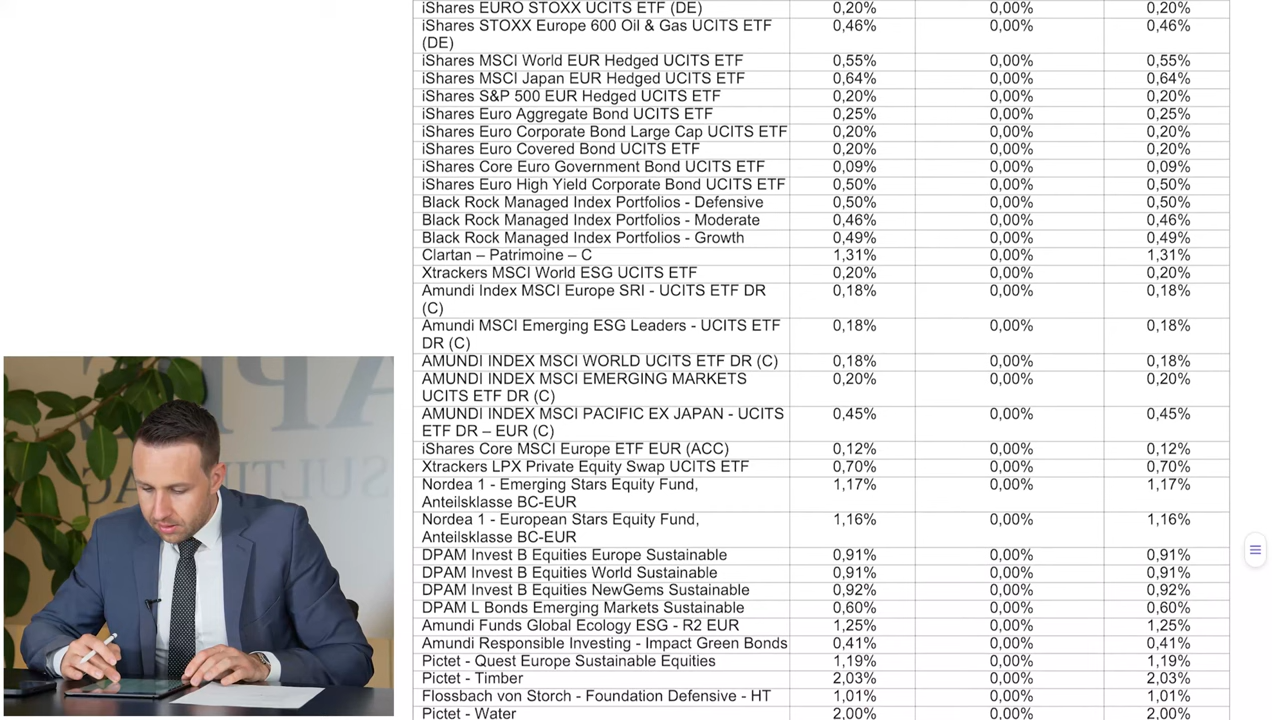 iShares EURO STOXX UCITS ETF (DE) 0,20% 0,00% 0,20%
iShares STOXX Europe 600 Oil & Gas UCITS ETF 0,46% 0,00% 0,46%
(DE)
iShares MSCI World EUR Hedged UCITS ETF 0,55% 0,00% 0,55%
iShares MSCI Japan EUR Hedged UCITS ETF 0,64% 0,00% 0,64%
iShares S&P 500 EUR Hedged UCITS ETF 0,20% 0,00% 0,20%
iShares Euro Aggregate Bond UCITS ETF 0,25% 0,00% 0,25%
iShares Euro Corporate Bond Large Cap UCITS ETF 0,20% 0,00% 0,20%
iShares Euro Covered Bond UCITS ETF 0,20% 0,00% 0,20%
iShares Core Euro Government Bond UCITS ETF 0,09% 0,00% 0,09%
iShares Euro High Yield Corporate Bond UCITS ETF 0,50% 0,00% 0,50%
Black Rock Managed Index Portfolios - Defensive 0,50% 0,00% 0,50%
Black Rock Managed Index Portfolios - Moderate 0,46% 0,00% 0,46%
Black Rock Managed Index Portfolios - Growth 0,49% 0,00% 0,49%
Clartan – Patrimoine – C 1,31% 0,00% 1,31%
Xtrackers MSCI World ESG UCITS ETF 0,20% 0,00% 0,20%
Amundi Index MSCI Europe SRI - UCITS ETF DR 0,18% 0,00% 0,18%
(C)
Amundi MSCI Emerging ESG Leaders - UCITS ETF 0,18% 0,00% 0,18%
DR (C)
AMUNDI INDEX MSCI WORLD UCITS ETF DR (C) 0,18% 0,00% 0,18%
AMUNDI INDEX MSCI EMERGING MARKETS 0,20% 0,00% 0,20%
UCITS ETF DR (C)
AMUNDI INDEX MSCI PACIFIC EX JAPAN - UCITS 0,45% 0,00% 0,45%
ETF DR – EUR (C)
iShares Core MSCI Europe ETF EUR (ACC) 0,12% 0,00% 0,12%
Xtrackers LPX Private Equity Swap UCITS ETF 0,70% 0,00% 0,70%
Nordea 1 - Emerging Stars Equity Fund, 1,17% 0,00% 1,17%
Anteilsklasse BC-EUR
Nordea 1 - European Stars Equity Fund, 1,16% 0,00% 1,16%
Anteilsklasse BC-EUR
DPAM Invest B Equities Europe Sustainable 0,91% 0,00% 0,91%
DPAM Invest B Equities World Sustainable 0,91% 0,00% 0,91%
DPAM Invest B Equities NewGems Sustainable 0,92% 0,00% 0,92%
DPAM L Bonds Emerging Markets Sustainable 0,60% 0,00% 0,60%
Amundi Funds Global Ecology ESG - R2 EUR 1,25% 0,00% 1,25%
Amundi Responsible Investing - Impact Green Bonds 0,41% 0,00% 0,41%
Pictet - Quest Europe Sustainable Equities 1,19% 0,00% 1,19%
Pictet - Timber 2,03% 0,00% 2,03%
Flossbach von Storch - Foundation Defensive - HT 1,01% 0,00% 1,01%
Pictet - Water 2,00% 0,00% 2,00%